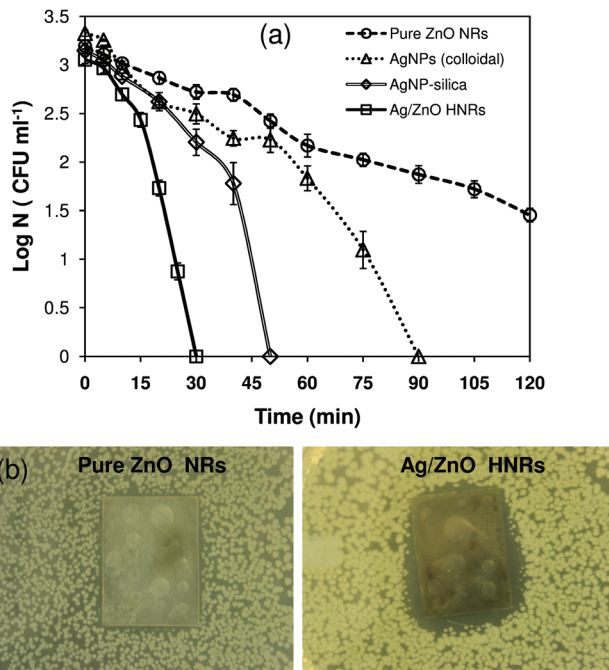 (a)
Pure ZnO NRs
AgNPs (colloidal)
AgNP-silica
Ag/ZnO HNRs
Log N ( CFU ml-1)
3.5
3
2.5
2
1.5
1
0.5
0
0 15 30 45 60 75 90 105 120
Time (min)
(b)
Pure ZnO NRs
Ag/ZnO HNRs